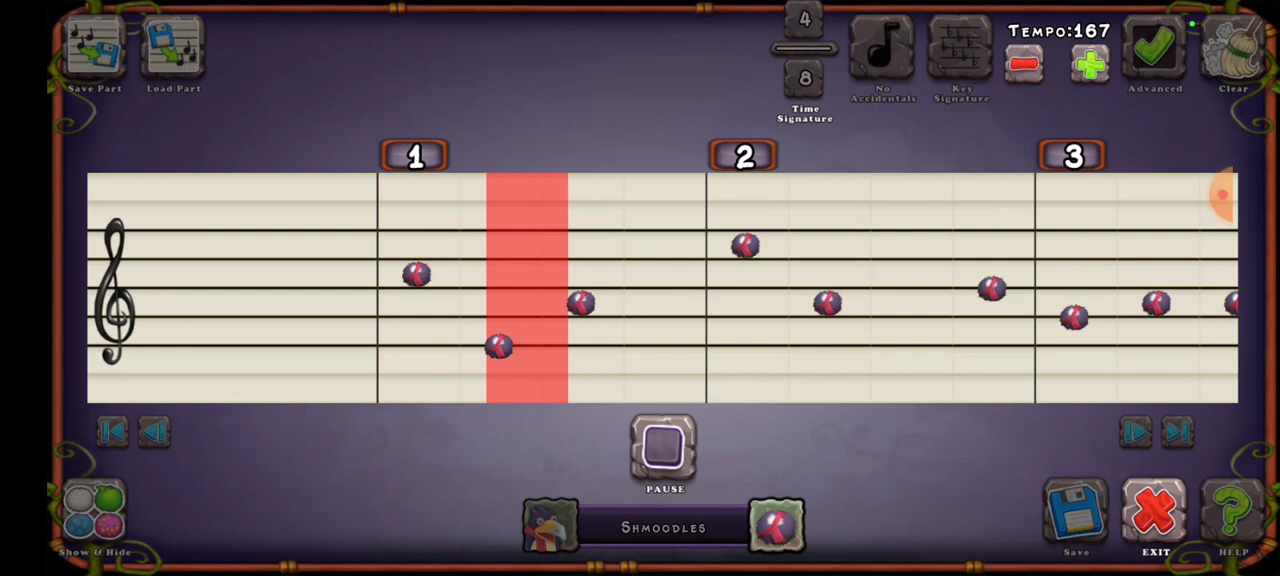 4
8
Time
Signature
No
Accidentals
Key
Signature
Tempo:167
Save Part
Load Part
Advanced
Clear
1
2
3
PAUSE
Shmoodles
Show & Hide
Save
EXIT
HELP